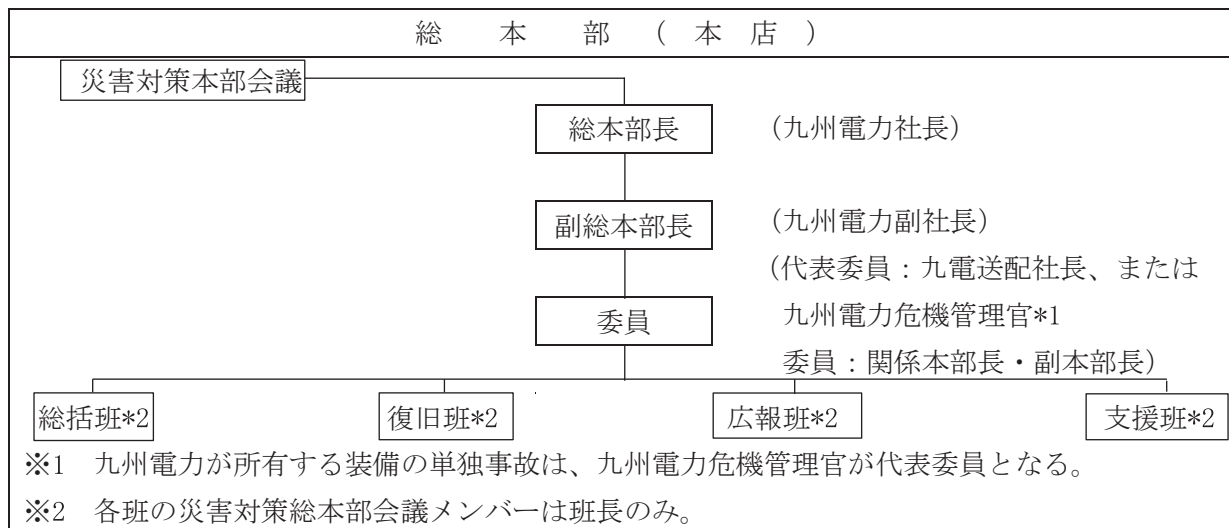 総本部(本店)
災害対策本部会議
総本部長 (九州電力社長)
副総本部長 (九州電力副社長)
(代表委員：九電送配社長、または
委員 九州電力危機管理官*1
委員：関係本部長・副本部長)
総括班*2 復旧班*2 広報班*2 支援班*2
※1 九州電力が所有する装備の単独事故は、九州電力危機管理官が代表委員となる。
※2 各班の災害対策総本部会議メンバーは班長のみ。